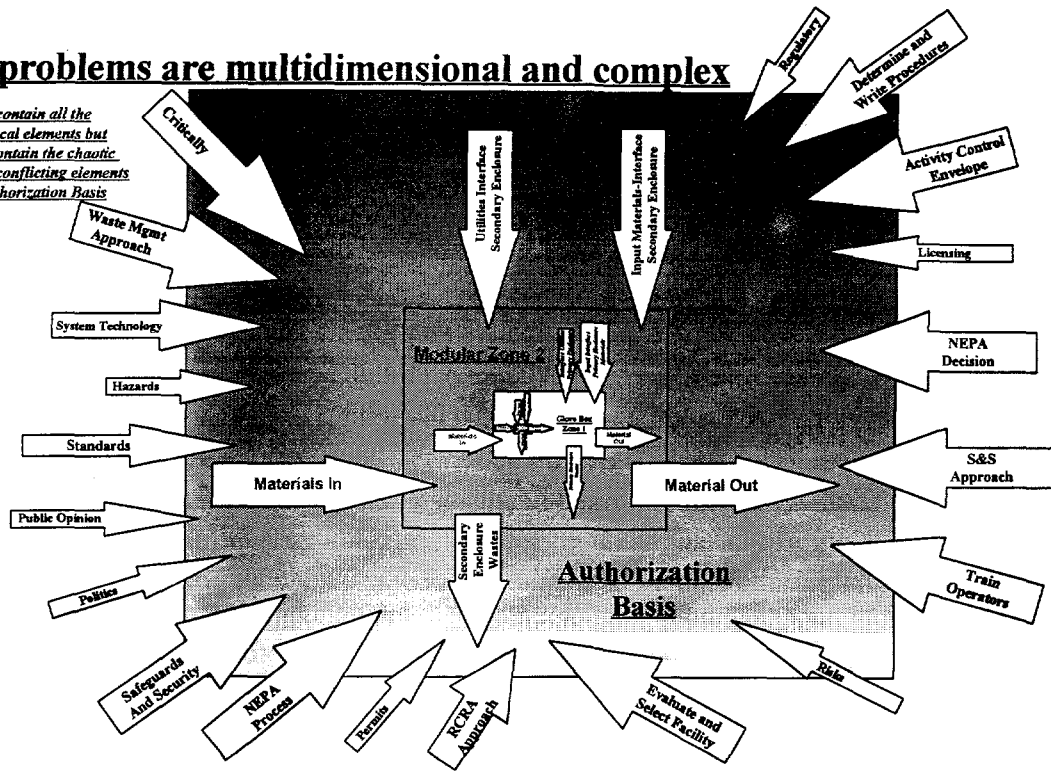 problems are multidimensional and complex
contain all the
cal elements but
ontain the chaotic
conflicting elements
horization Basis
Critically
Waste Mgmt
Approach
System Technology
Hazards
Standards
Public Opinion
Politics
Safeguards
And Security
NEPA
Process
Permits
RCRA
Approach
Evaluate and
Select Facility
Risks
Train
Operators
S&S
Approach
NEPA
Decision
Licensing
Activity Control
Envelope
Determine and
Write Procedures
Regulatory
Utilities Interface
Secondary Enclosure
Input Materials-Interface
Secondary Enclosure
Modular Zone 2
Glove Box
Zone 1
Materials
In
Material
Out
Materials In
Material Out
Secondary
Enclosure
Wastes
Authorization
Basis